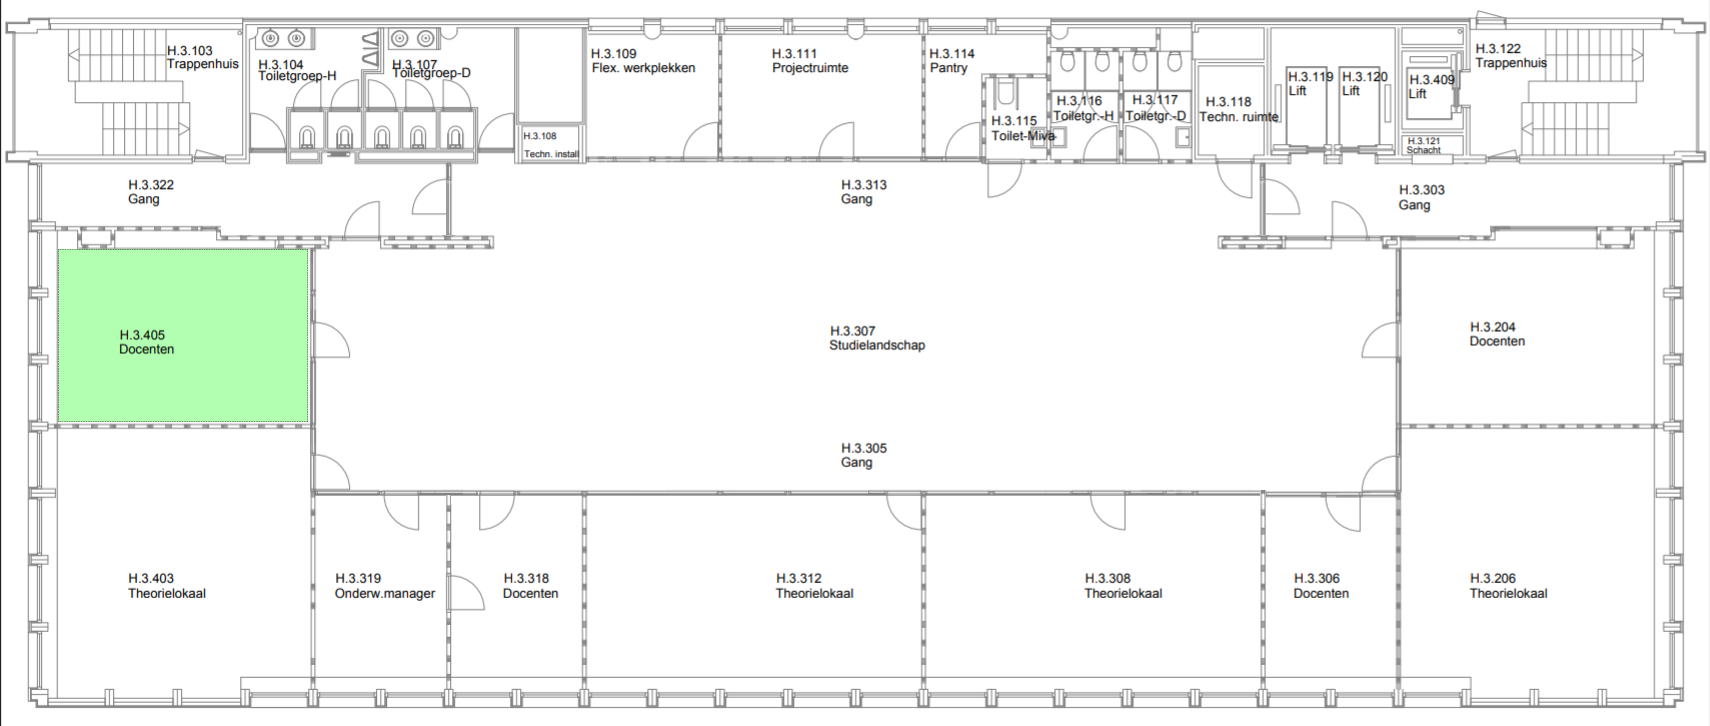 H.3.103
Trappenhuis
H.3.104
Toiletgroep-H
H.3.107
Toiletgroep-D
H.3.108
Techn. install
H.3.109
Flex. werkplekken
H.3.111
Projectruimte
H.3.114
Pantry
H.3.115
Toilet-Miva
H.3.116
Toiletgr.-H
H.3.117
Toiletgr.-D
H.3.118
Techn. ruimte
H.3.119
Lift
H.3.120
Lift
H.3.409
Lift
H.3.121
Schacht
H.3.122
Trappenhuis
H.3.322
Gang
H.3.313
Gang
H.3.303
Gang
H.3.405
Docenten
H.3.307
Studielandschap
H.3.204
Docenten
H.3.305
Gang
H.3.403
Theorielokaal
H.3.319
Onderw.manager
H.3.318
Docenten
H.3.312
Theorielokaal
H.3.308
Theorielokaal
H.3.306
Docenten
H.3.206
Theorielokaal